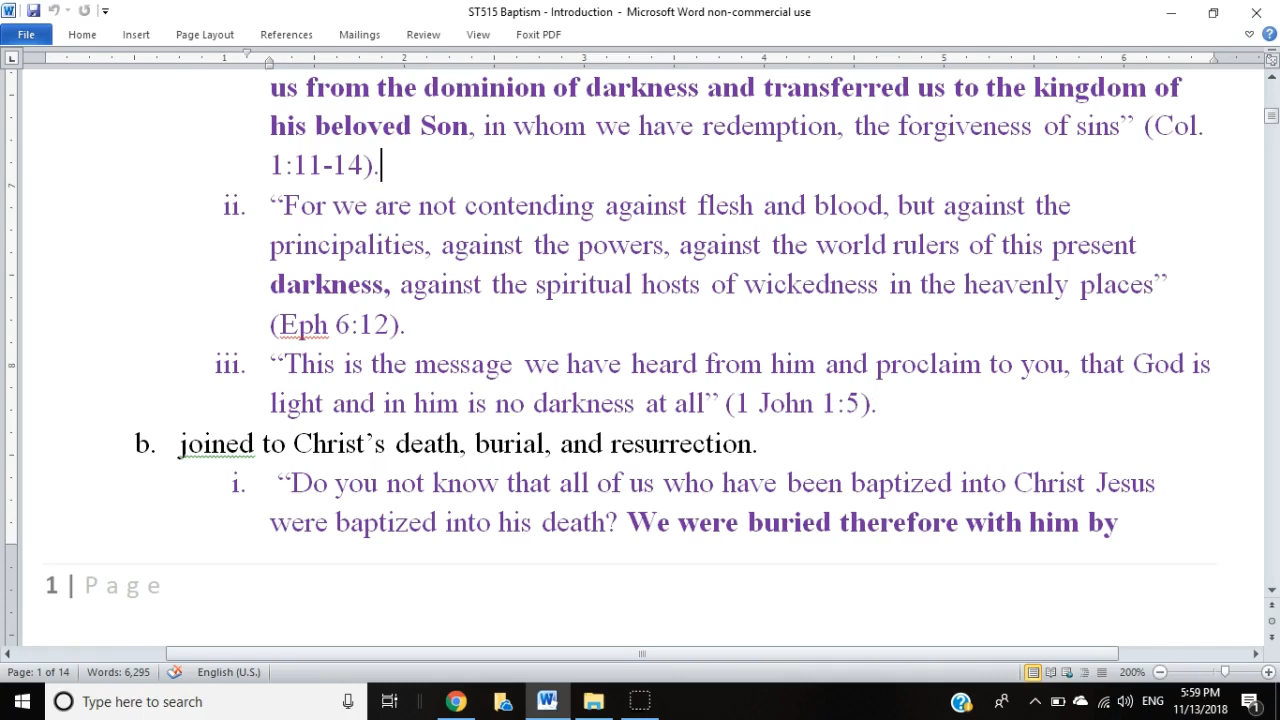 ST515 Baptism - Introduction - Microsoft Word non-commercial use
File Home Insert Page Layout References Mailings Review View Foxit PDF
1 2 3 4 5 6
us from the dominion of darkness and transferred us to the kingdom of
his beloved Son, in whom we have redemption, the forgiveness of sins” (Col.
1:11-14).
ii. “For we are not contending against flesh and blood, but against the
principalities, against the powers, against the world rulers of this present
darkness, against the spiritual hosts of wickedness in the heavenly places”
(Eph 6:12).
iii. “This is the message we have heard from him and proclaim to you, that God is
light and in him is no darkness at all” (1 John 1:5).
b. joined to Christ’s death, burial, and resurrection.
i. “Do you not know that all of us who have been baptized into Christ Jesus
were baptized into his death? We were buried therefore with him by
1 | Page
Page: 1 of 14 Words: 6,295 English (U.S.) 200%
Type here to search ENG 5:59 PM
11/13/2018